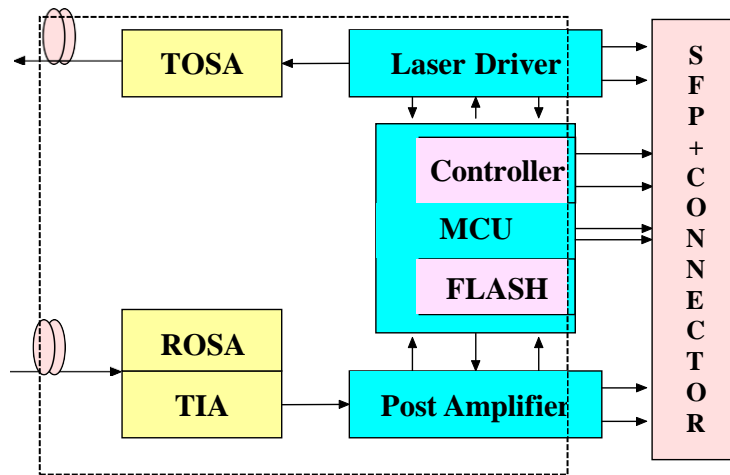 TOSA
Laser Driver
Controller
MCU
FLASH
ROSA
TIA
Post Amplifier
S
F
P
+
C
O
N
N
E
C
T
O
R